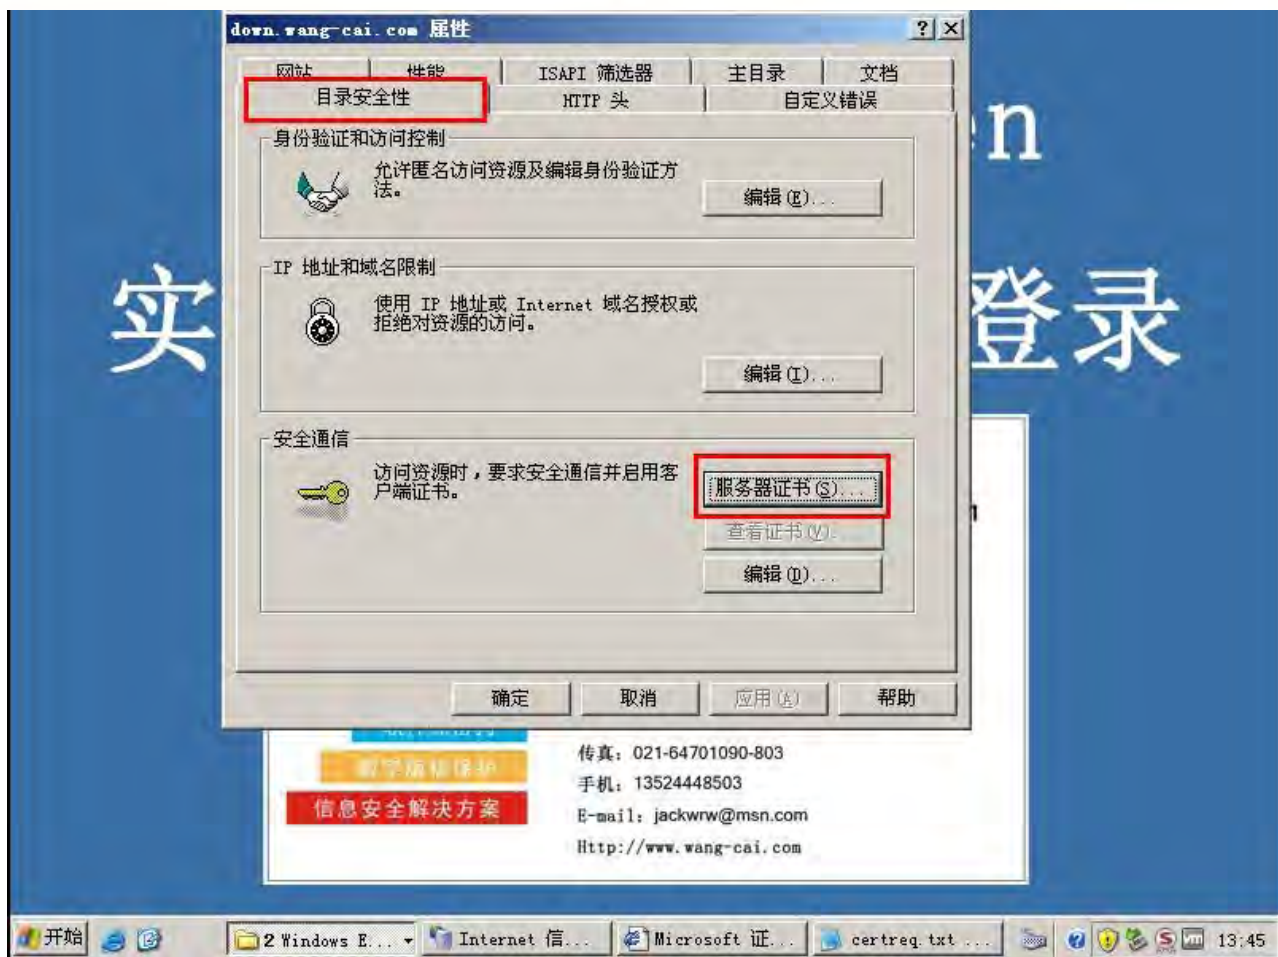 down.wang-cai.com 属性
网站 性能 ISAPI 筛选器 主目录 文档
目录安全性 HTTP 头 自定义错误
n
身份验证和访问控制
允许匿名访问资源及编辑身份验证方
法。
编辑(E)...
IP 地址和域名限制
实
登录
使用 IP 地址或 Internet 域名授权或
拒绝对资源的访问。
编辑(I)...
安全通信
访问资源时，要求安全通信并启用客
户端证书。
服务器证书(S)...
查看证书(V)...
编辑(D)...
确定 取消 应用(A) 帮助
传真：021-64701090-803
手机：13524448503
信息安全解决方案
E-mail：jackwrw@msn.com
Http://www.wang-cai.com
开始 2 Windows E... Internet 信... Microsoft 证... certreq.txt ... 13:45